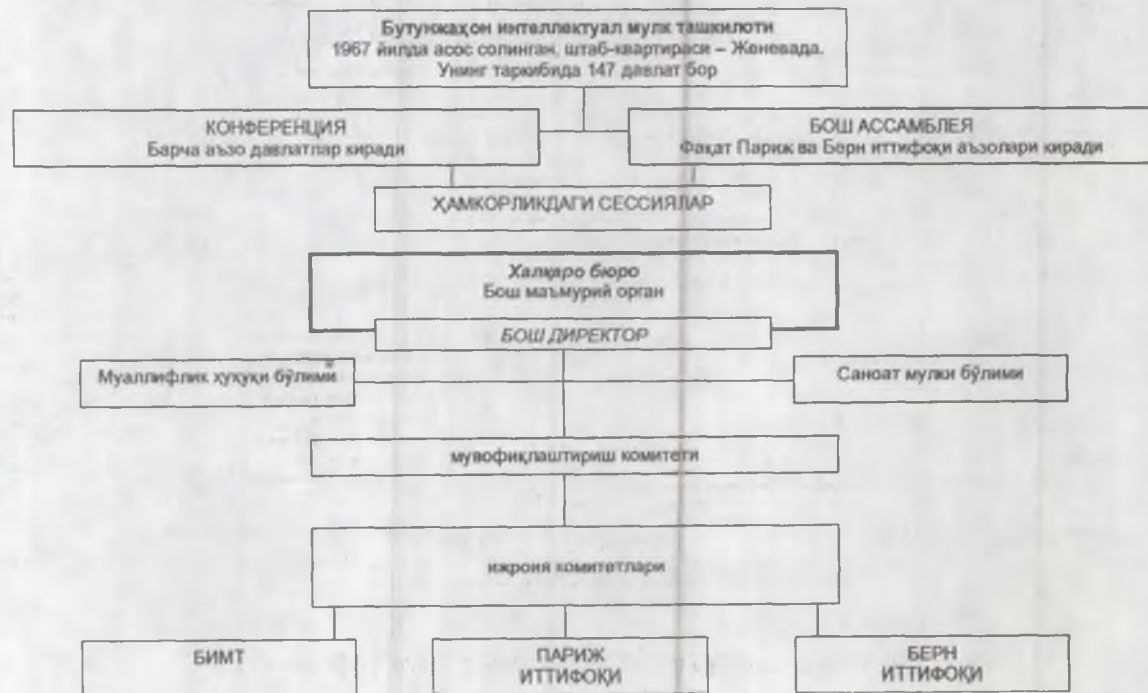 Бутунжаҳон интеллектуал мулк ташкилоти
1967 йилда асос солинган, штаб-квартираси – Женевада.
Унинг таркибида 147 давлат бор
КОНФЕРЕНЦИЯ
Барча аъзо давлатлар киради
БОШ АССАМБЛЕЯ
Фақат Париж ва Берн иттифоқи аъзолари киради
ҲАМКОРЛИКДАГИ СЕССИЯЛАР
Халқаро бюро
Бош маъмурий орган
БОШ ДИРЕКТОР
Муаллифлик ҳуқуқи бўлими
Саноат мулки бўлими
мувофиқлаштириш комитети
ижроия комитетлари
БИМТ
ПАРИЖ
ИТТИФОҚИ
БЕРН
ИТТИФОҚИ